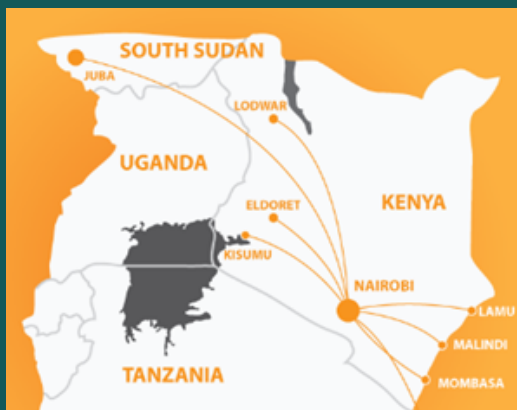 SOUTH SUDAN
JUBA
LODWAR
UGANDA
ELDORET
KENYA
KISUMU
NAIROBI
LAMU
MALINDI
TANZANIA
MOMBASA